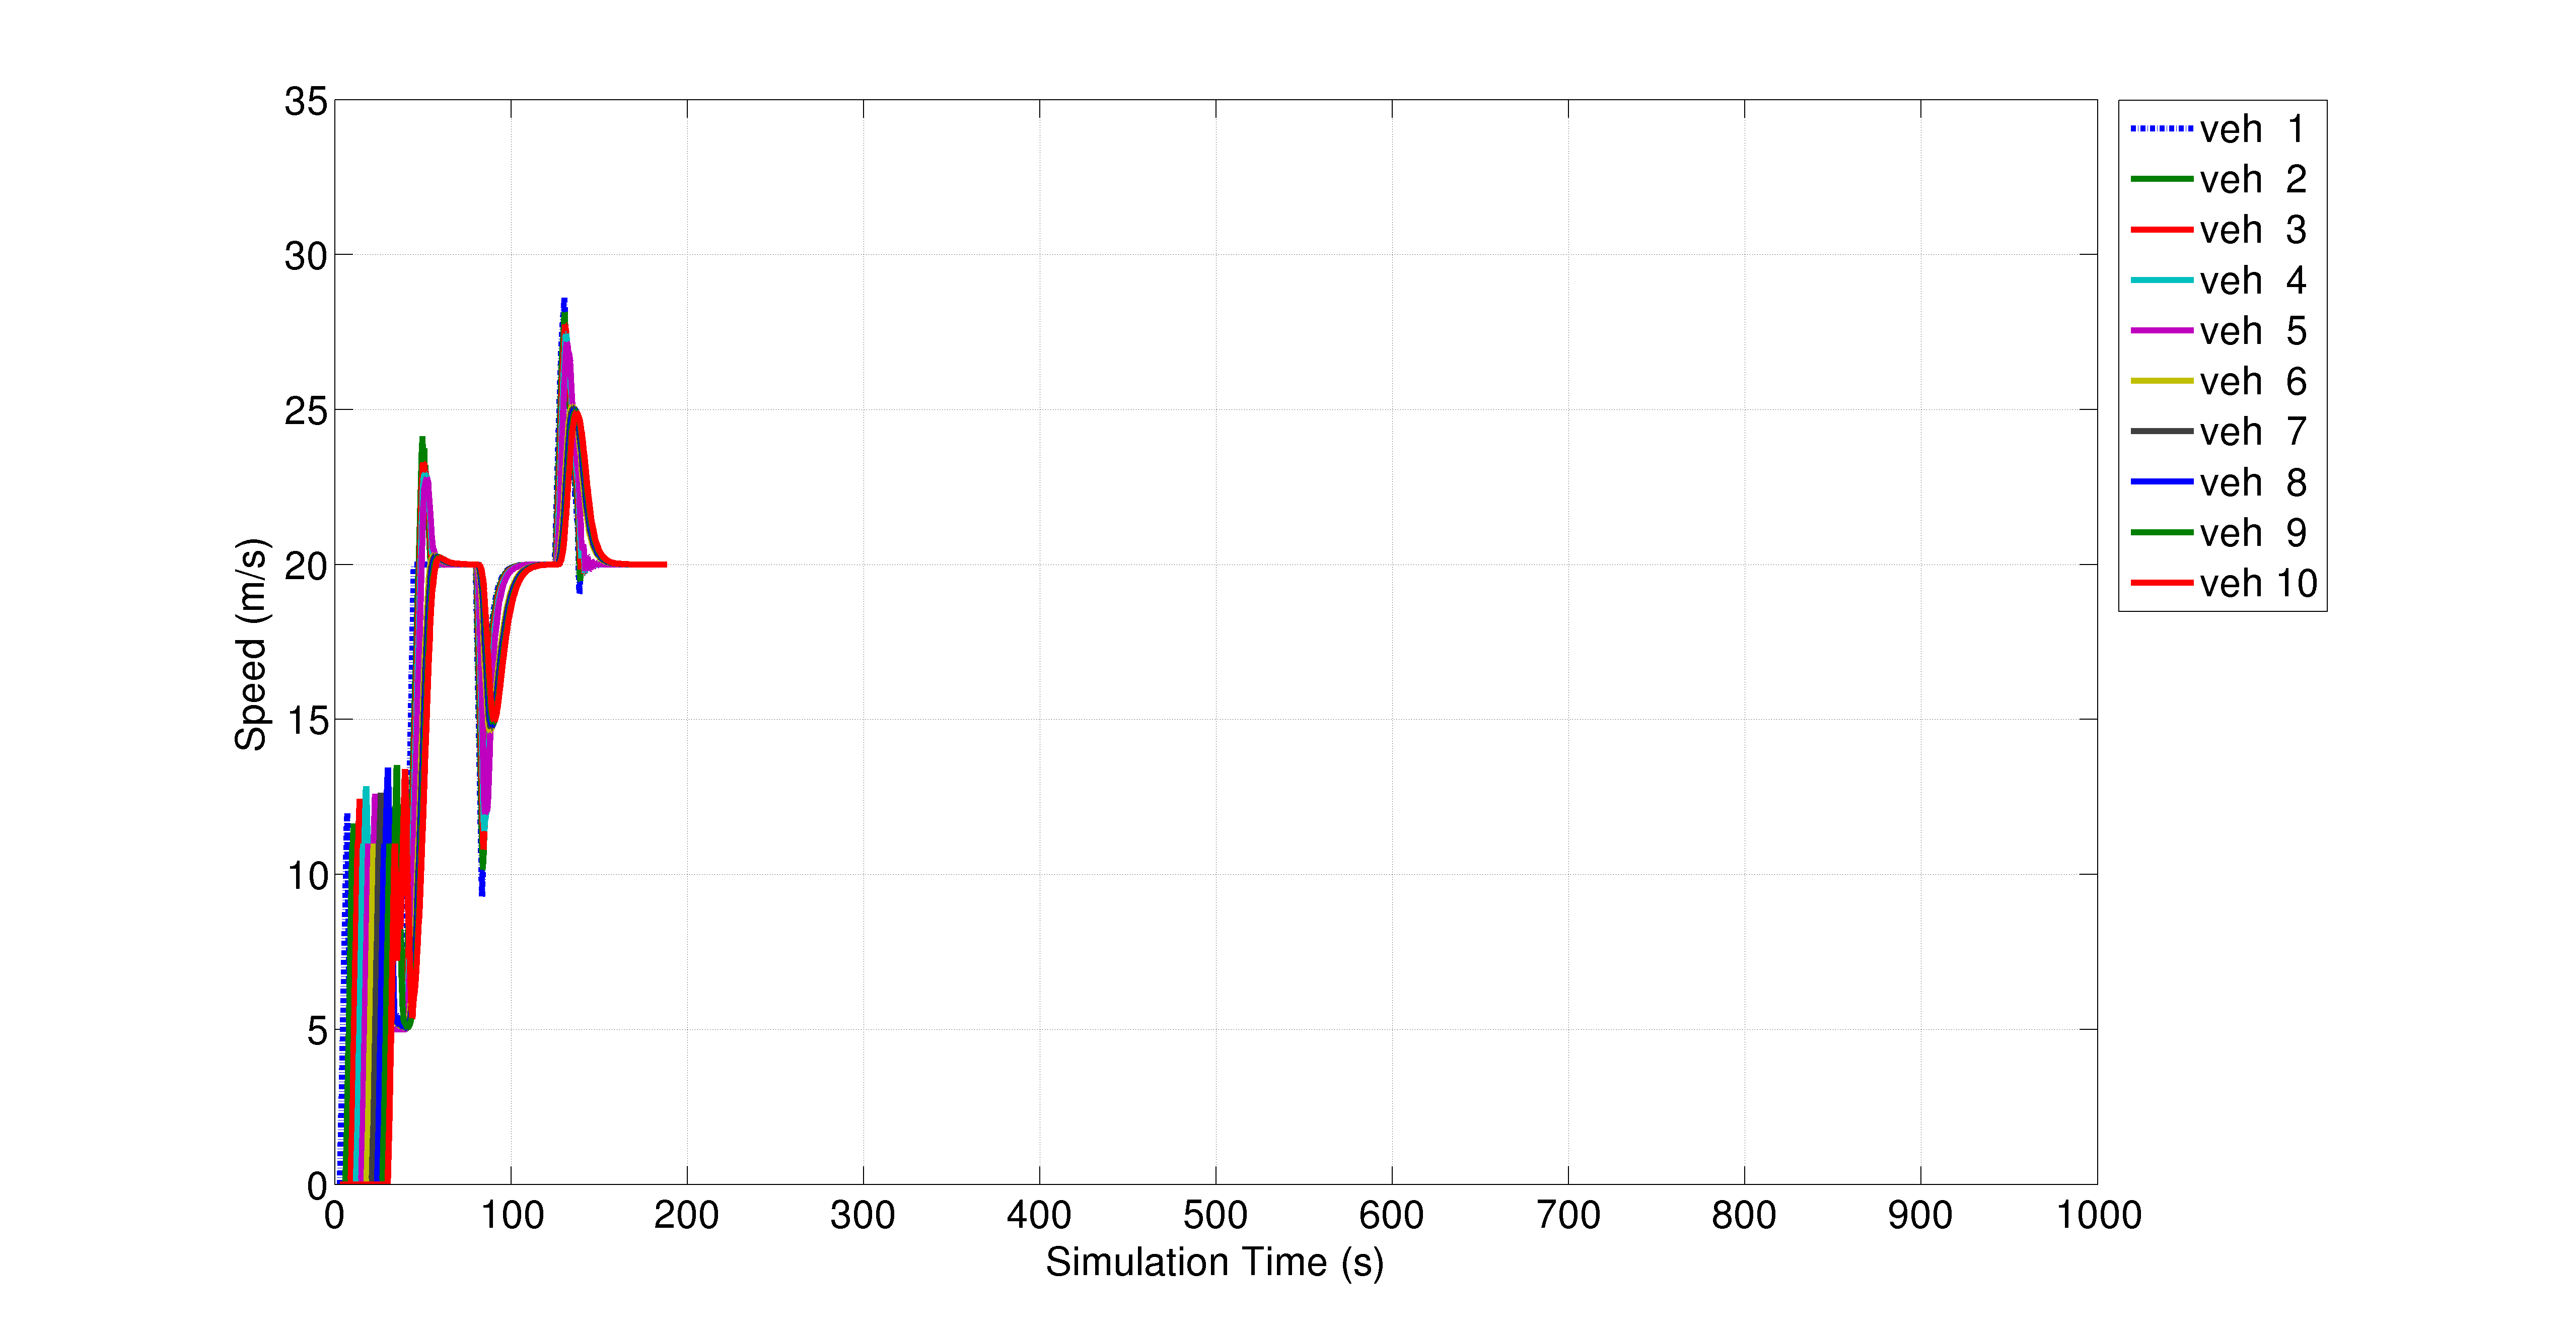 35
30
25
20
15
10
5
0
Speed (m/s)
0 100 200 300 400 500 600 700 800 900 1000
Simulation Time (s)
veh 1
veh 2
veh 3
veh 4
veh 5
veh 6
veh 7
veh 8
veh 9
veh 10